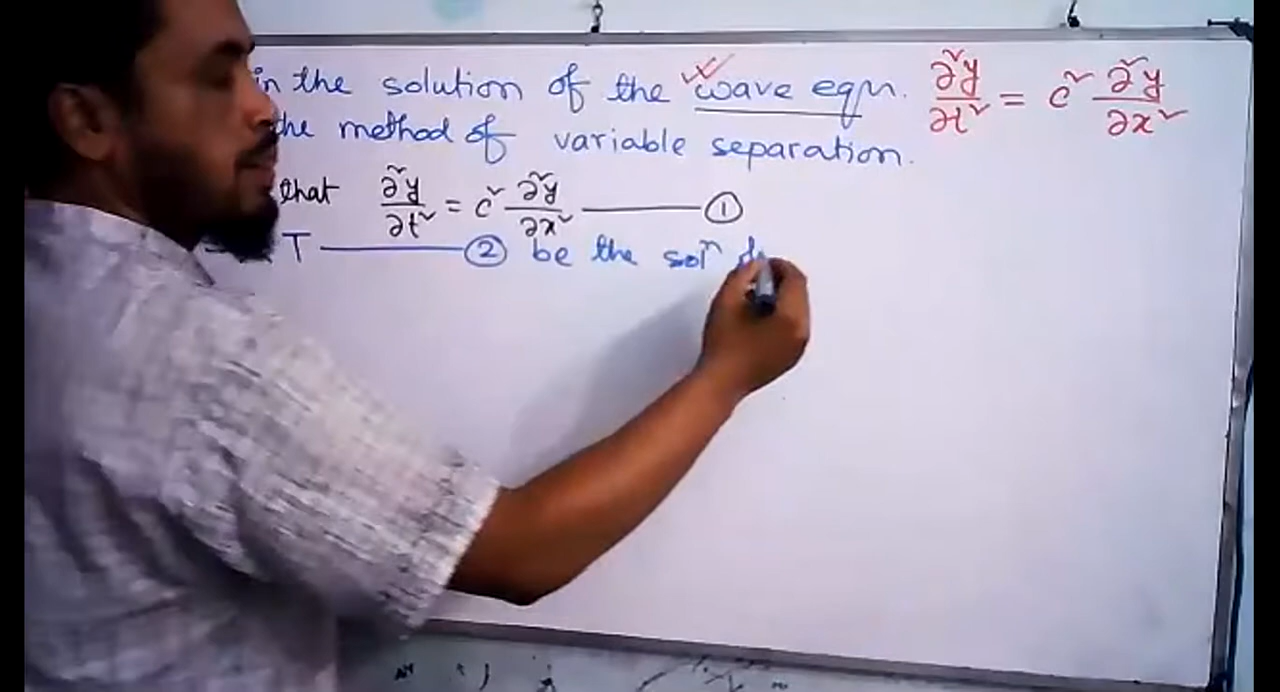 in the solution of the wave eqn. ∂²y/∂t² = c² ∂²y/∂x²
the method of variable separation.
that ∂²y/∂t² = c² ∂²y/∂x² ——— ①
T ——— ② be the solⁿ